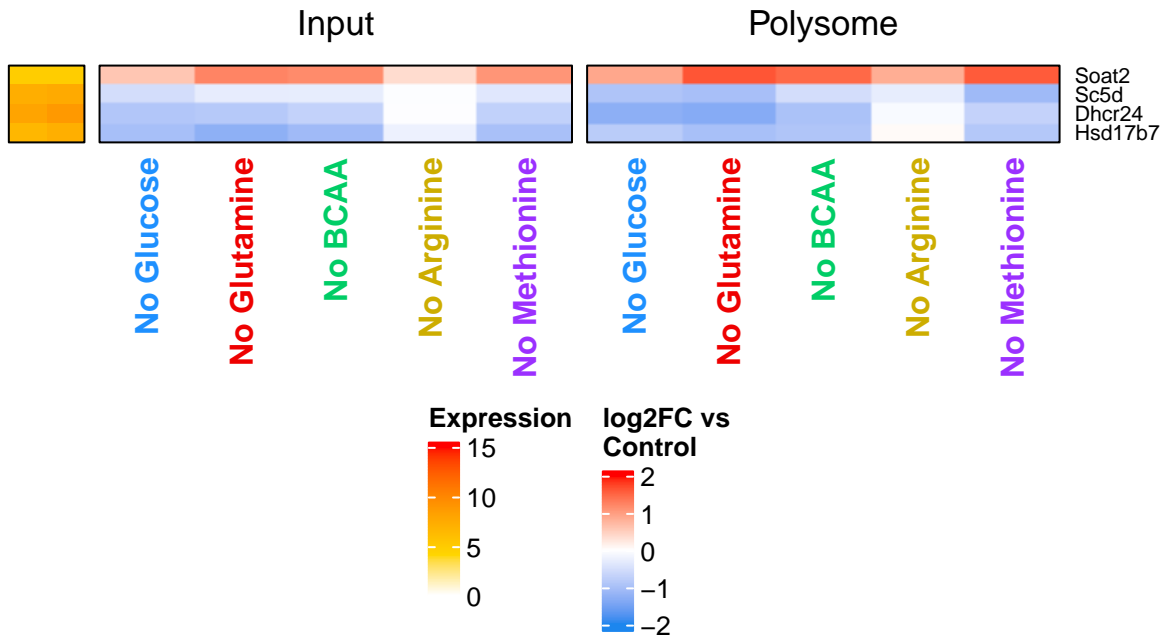 Input Polysome
Soat2
Sc5d
Dhcr24
Hsd17b7
No Glucose
No Glutamine
No BCAA
No Arginine
No Methionine
No Glucose
No Glutamine
No BCAA
No Arginine
No Methionine
Expression
15
10
5
0
log2FC vs
Control
2
1
0
−1
−2